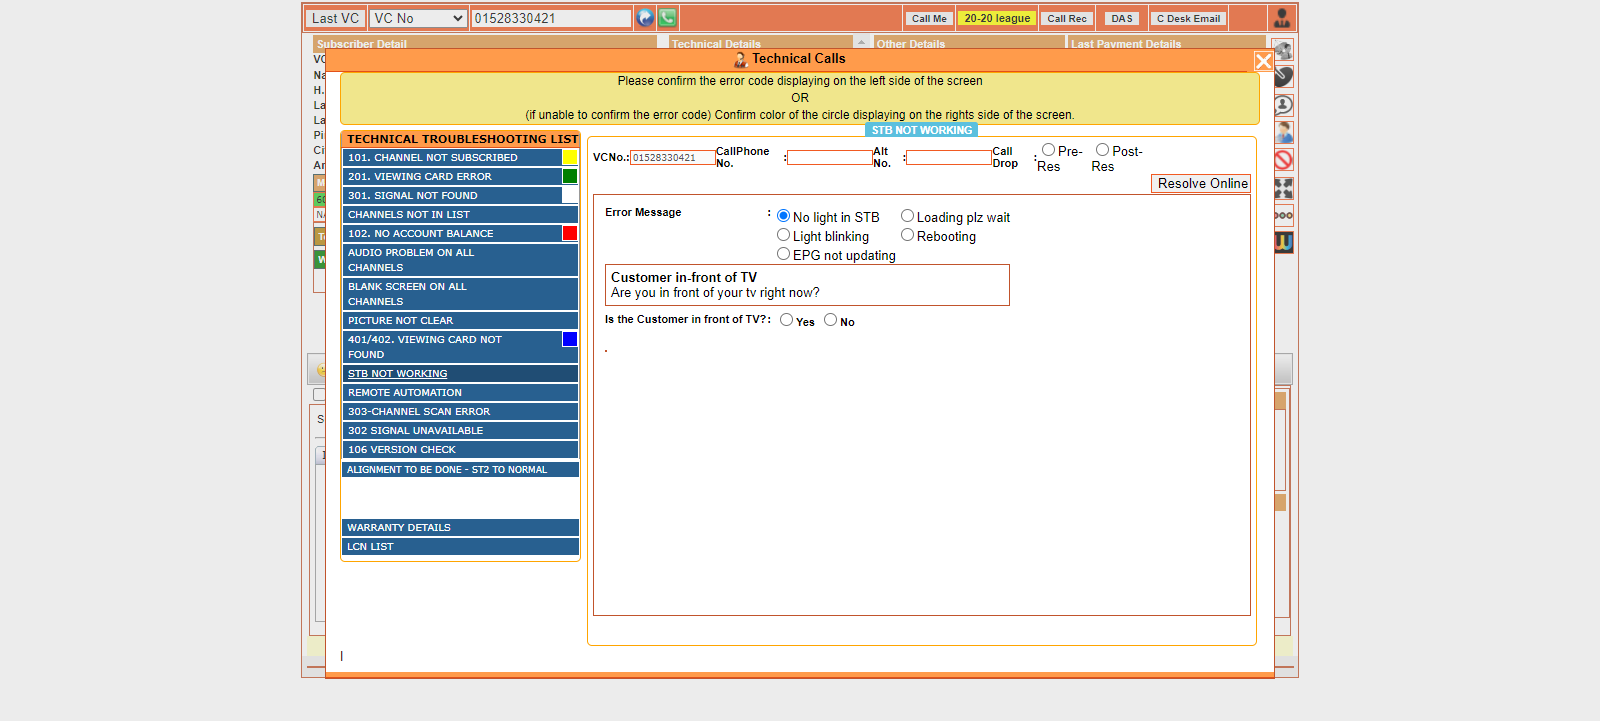 Last VC
VC No
01528330421
Call Me
20-20 league
Call Rec
DAS
C Desk Email
Subscriber Detail
Technical Details
Other Details
Last Payment Details
VC
Na
H.
La
La
Pi
Ci
Technical Calls
Please confirm the error code displaying on the left side of the screen
OR
(if unable to confirm the error code) Confirm color of the circle displaying on the rights side of the screen.
TECHNICAL TROUBLESHOOTING LIST
101. CHANNEL NOT SUBSCRIBED
201. VIEWING CARD ERROR
301. SIGNAL NOT FOUND
CHANNELS NOT IN LIST
102. NO ACCOUNT BALANCE
AUDIO PROBLEM ON ALL
CHANNELS
BLANK SCREEN ON ALL
CHANNELS
PICTURE NOT CLEAR
401/402. VIEWING CARD NOT
FOUND
STB NOT WORKING
REMOTE AUTOMATION
303-CHANNEL SCAN ERROR
302 SIGNAL UNAVAILABLE
106 VERSION CHECK
ALIGNMENT TO BE DONE - ST2 TO NORMAL
WARRANTY DETAILS
LCN LIST
STB NOT WORKING
VCNo.: 01528330421
CallPhone No. :
Alt No. :
Call Drop :
Pre-Res
Post-Res
Resolve Online
Error Message :
No light in STB
Loading plz wait
Light blinking
Rebooting
EPG not updating
Customer in-front of TV
Are you in front of your tv right now?
Is the Customer in front of TV?:
Yes
No
.
|